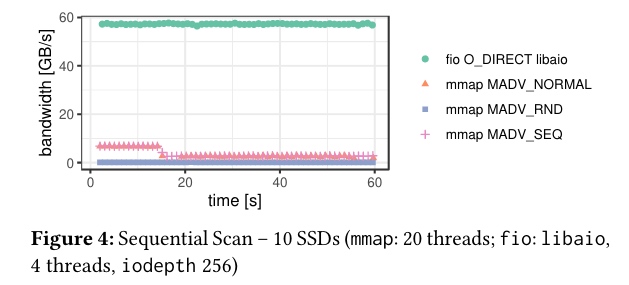 60
40
20
0
bandwidth [GB/s]
0
20
40
60
time [s]
fio O_DIRECT libaio
mmap MADV_NORMAL
mmap MADV_RND
mmap MADV_SEQ
Figure 4: Sequential Scan – 10 SSDs (mmap: 20 threads; fio: libaio,
4 threads, iodepth 256)